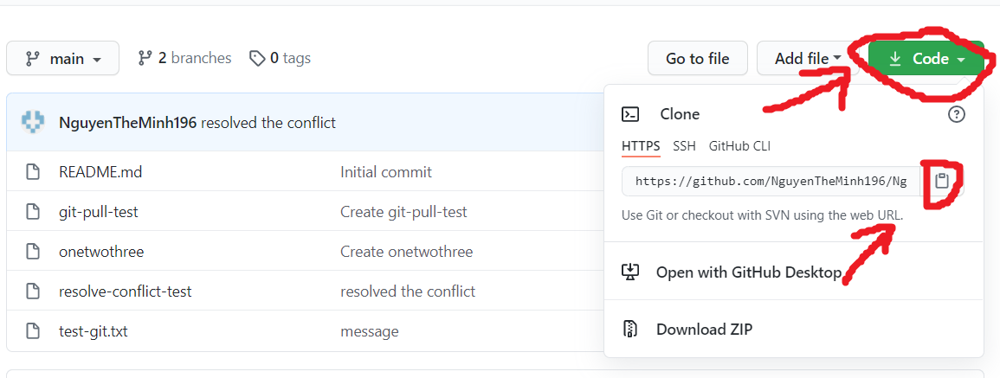 main 2 branches 0 tags Go to file Add file Code
NguyenTheMinh196 resolved the conflict
README.md Initial commit
git-pull-test Create git-pull-test
onetwothree Create onetwothree
resolve-conflict-test resolved the conflict
test-git.txt message
Clone
HTTPS SSH GitHub CLI
https://github.com/NguyenTheMinh196/Ng
Use Git or checkout with SVN using the web URL.
Open with GitHub Desktop
Download ZIP